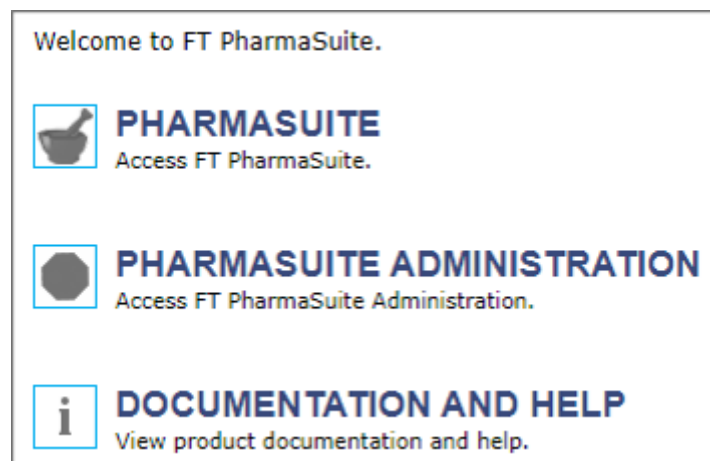 Welcome to FT PharmaSuite.
PHARMASUITE
Access FT PharmaSuite.
PHARMASUITE ADMINISTRATION
Access FT PharmaSuite Administration.
i
DOCUMENTATION AND HELP
View product documentation and help.